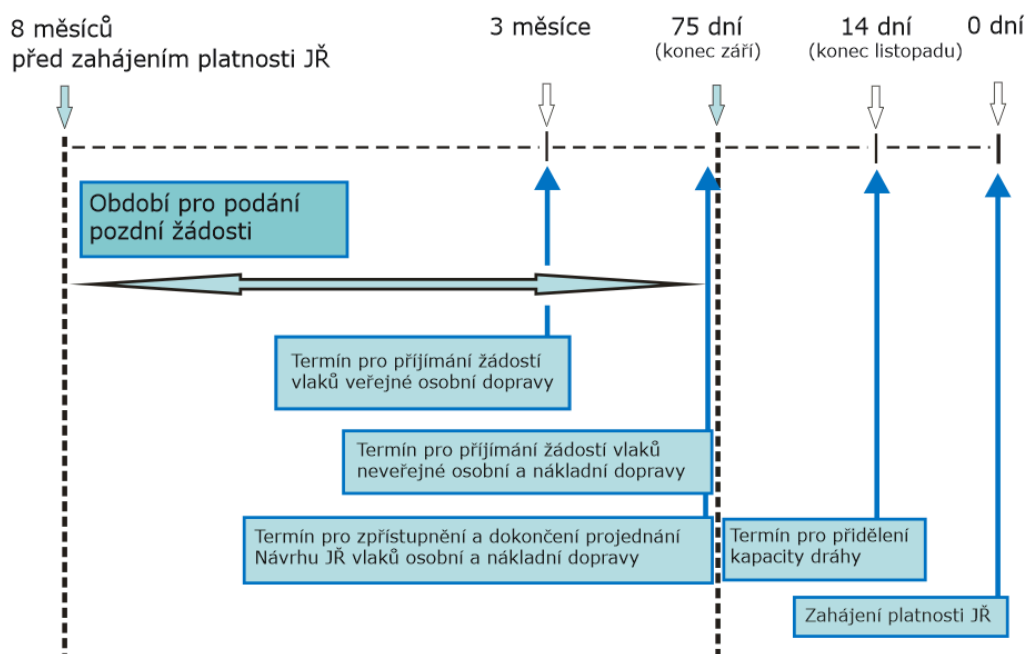 8 měsíců
před zahájením platnosti JŘ
3 měsíce
75 dní
(konec září)
14 dní
(konec listopadu)
0 dní
Období pro podání
pozdní žádosti
Termín pro příjímání žádostí
vlaků veřejné osobní dopravy
Termín pro příjímání žádostí vlaků
neveřejné osobní a nákladní dopravy
Termín pro zpřístupnění a dokončení projednání
Návrhu JŘ vlaků osobní a nákladní dopravy
Termín pro přidělení
kapacity dráhy
Zahájení platnosti JŘ